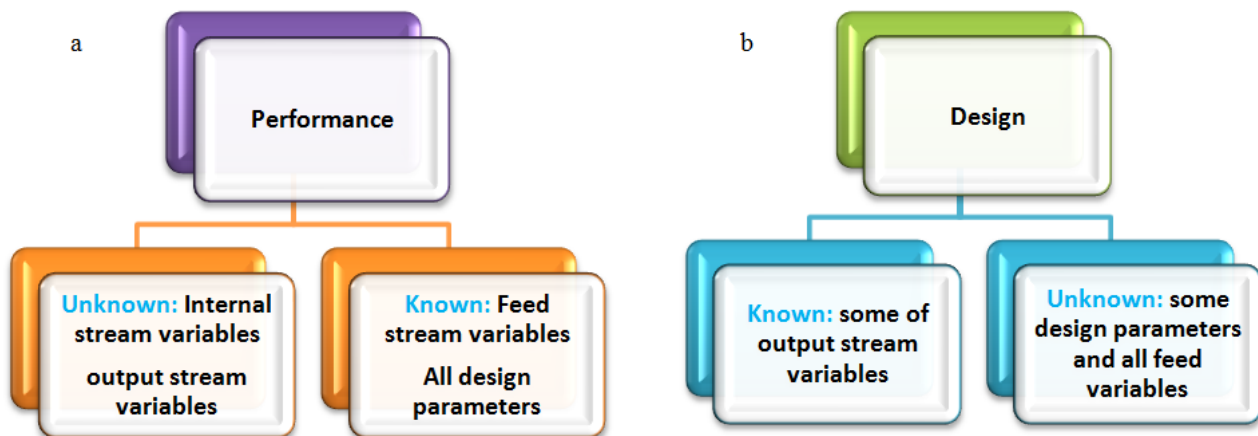 a
Performance
Unknown: Internal
stream variables
output stream
variables
Known: Feed
stream variables
All design
parameters
b
Design
Known: some of
output stream
variables
Unknown: some
design parameters
and all feed
variables